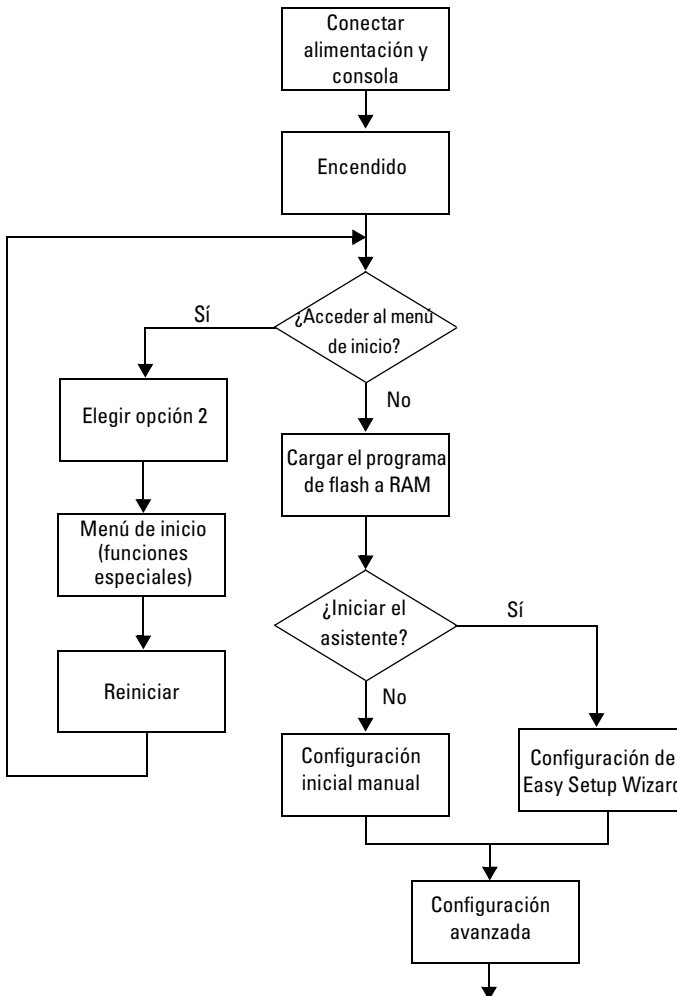 Conectar
alimentación y
consola
Encendido
¿Acceder al menú
de inicio?
Sí
No
Elegir opción 2
Cargar el programa
de flash a RAM
Menú de inicio
(funciones
especiales)
¿Iniciar el
asistente?
Sí
No
Reiniciar
Configuración
inicial manual
Configuración de
Easy Setup Wizard
Configuración
avanzada